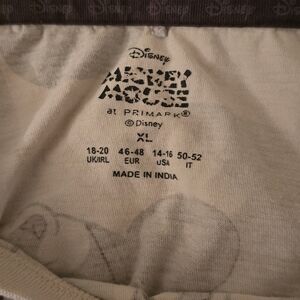 Disney
MICKEY
MOUSE
at PRIMARK®
©Disney
XL
18-20 46-48 14-16 50-52
UK/IRL EUR USA IT
MADE IN INDIA